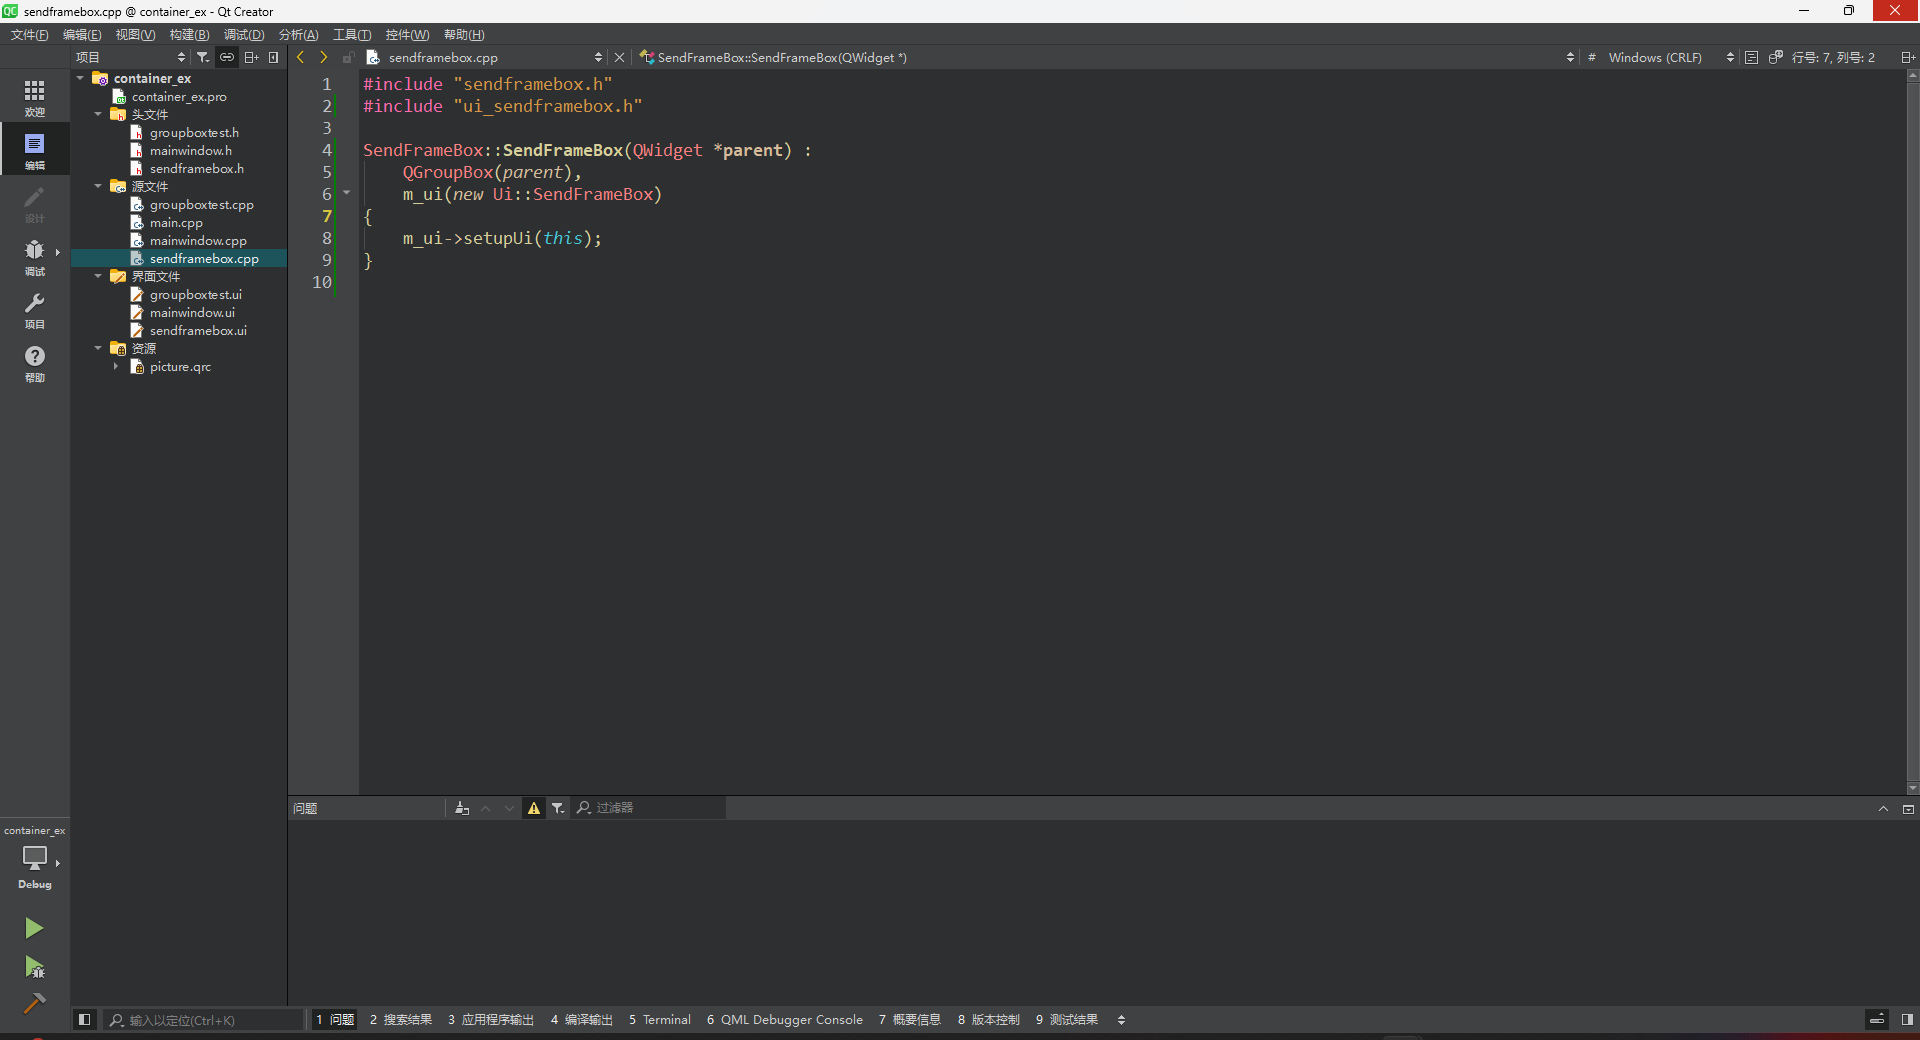 sendframebox.cpp @ container_ex - Qt Creator
文件(F) 编辑(E) 视图(V) 构建(B) 调试(D) 分析(A) 工具(T) 控件(W) 帮助(H)
项目
sendframebox.cpp
SendFrameBox::SendFrameBox(QWidget *)
# Windows (CRLF)
行号: 7, 列号: 2
欢迎
编辑
设计
调试
项目
帮助
container_ex
container_ex.pro
头文件
groupboxtest.h
mainwindow.h
sendframebox.h
源文件
groupboxtest.cpp
main.cpp
mainwindow.cpp
sendframebox.cpp
界面文件
groupboxtest.ui
mainwindow.ui
sendframebox.ui
资源
picture.qrc
1 #include "sendframebox.h"
2 #include "ui_sendframebox.h"
3
4 SendFrameBox::SendFrameBox(QWidget *parent) :
5 QGroupBox(parent),
6 m_ui(new Ui::SendFrameBox)
7 {
8 m_ui->setupUi(this);
9 }
10
问题
过滤器
container_ex
Debug
输入以定位(Ctrl+K)
1 问题 2 搜索结果 3 应用程序输出 4 编译输出 5 Terminal 6 QML Debugger Console 7 概要信息 8 版本控制 9 测试结果